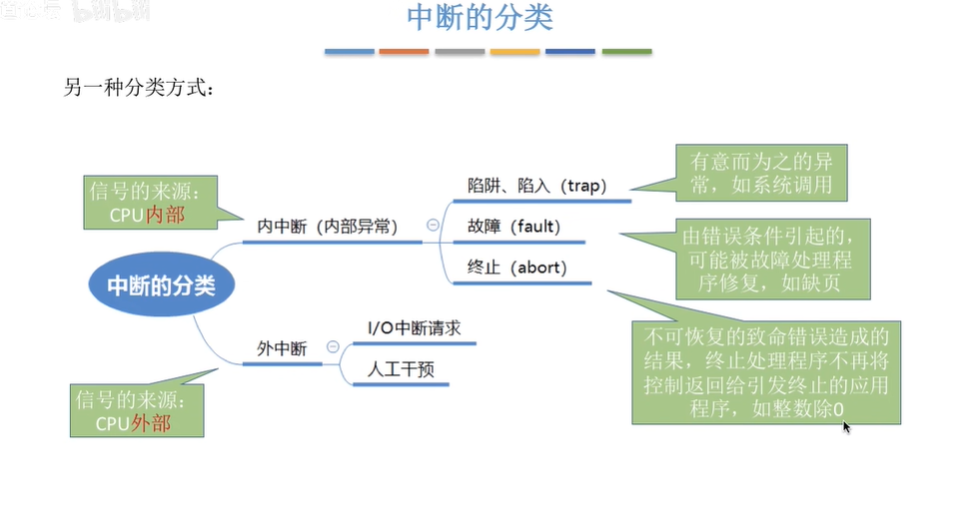 bilibili
中断的分类
另一种分类方式：
信号的来源：
CPU内部
中断的分类
内中断（内部异常）
陷阱、陷入（trap）
故障（fault）
终止（abort）
有意而为之的异
常，如系统调用
由错误条件引起的，
可能被故障处理程
序修复，如缺页
不可恢复的致命错误造成的
结果，终止处理程序不再将
控制返回给引发终止的应用
程序，如整数除0
外中断
I/O中断请求
人工干预
信号的来源：
CPU外部